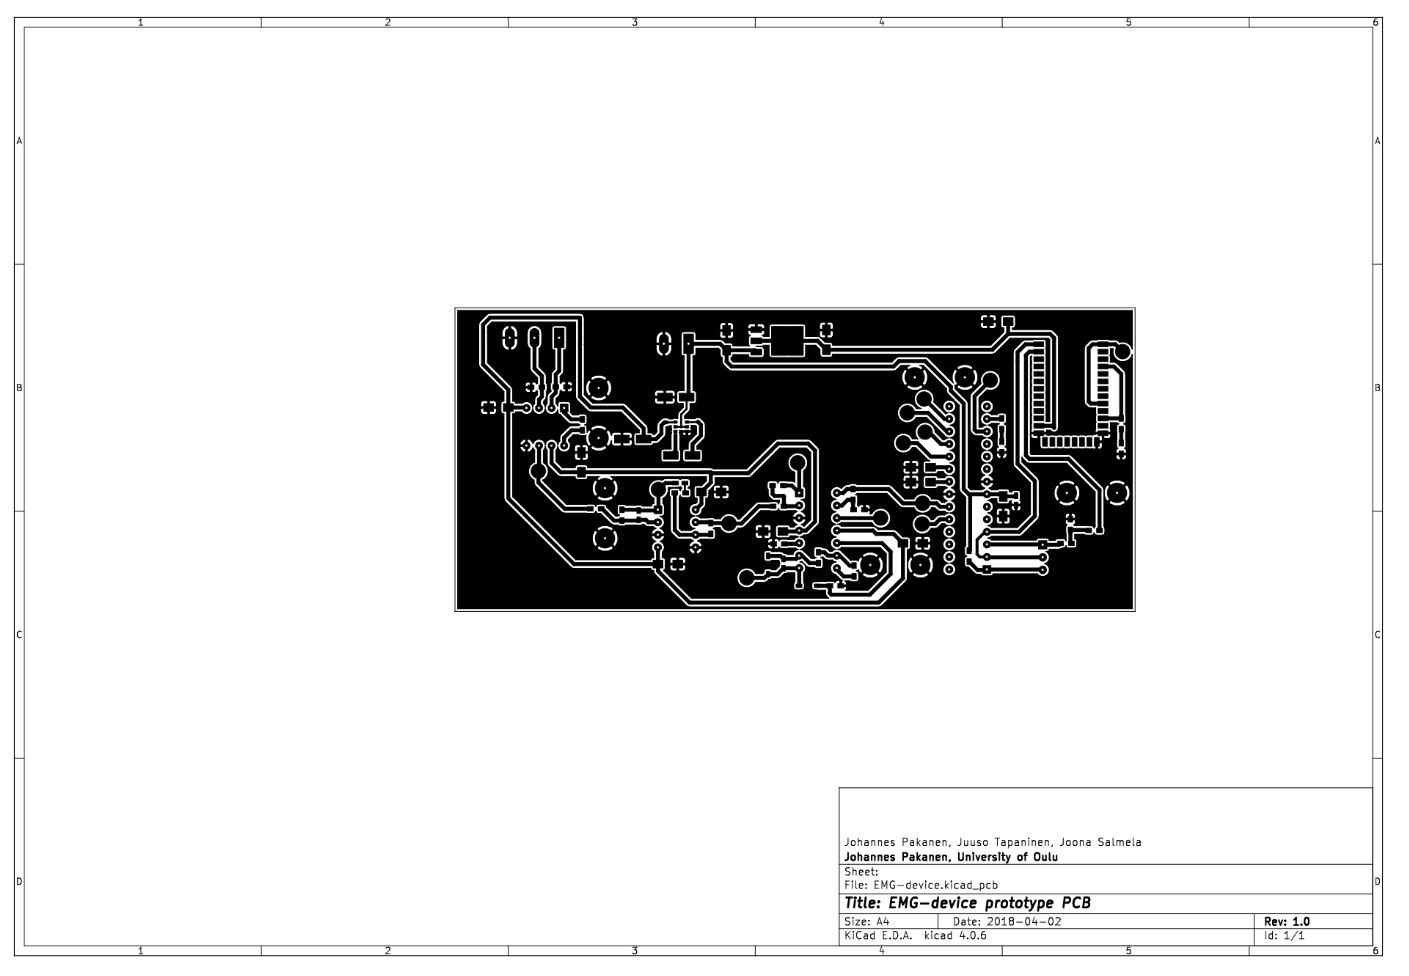 1 2 3 4 5 6
A A
B B
C C
D D
Johannes Pakanen, Juuso Tapaninen, Joona Salmela
Johannes Pakanen, University of Oulu
Sheet:
File: EMG-device.kicad_pcb
Title: EMG-device prototype PCB
Size: A4 Date: 2018-04-02 Rev: 1.0
KiCad E.D.A. kicad 4.0.6 Id: 1/1
1 2 3 4 5 6